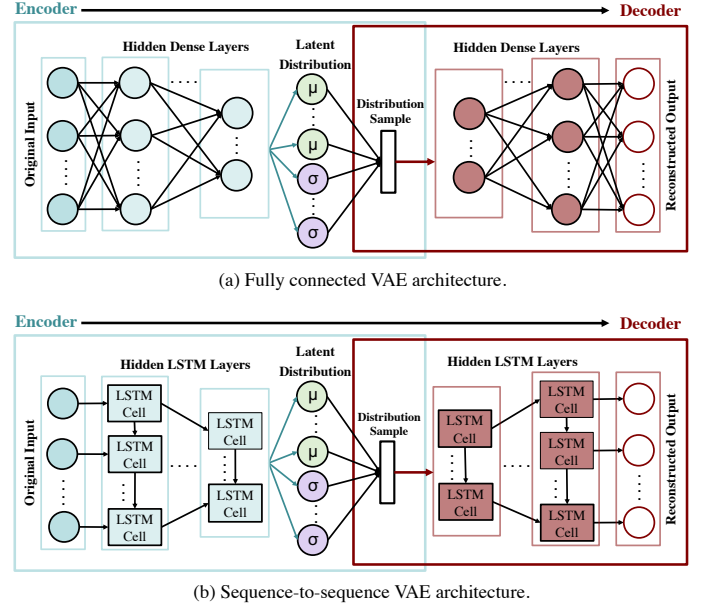 Encoder
Decoder
Hidden Dense Layers
Latent
Distribution
Hidden Dense Layers
Original Input
μ
μ
σ
σ
Distribution
Sample
Reconstructed Output
(a) Fully connected VAE architecture.
Encoder
Decoder
Hidden LSTM Layers
Latent
Distribution
Hidden LSTM Layers
Original Input
LSTM
Cell
LSTM
Cell
LSTM
Cell
LSTM
Cell
LSTM
Cell
μ
μ
σ
σ
Distribution
Sample
LSTM
Cell
LSTM
Cell
LSTM
Cell
LSTM
Cell
LSTM
Cell
Reconstructed Output
(b) Sequence-to-sequence VAE architecture.